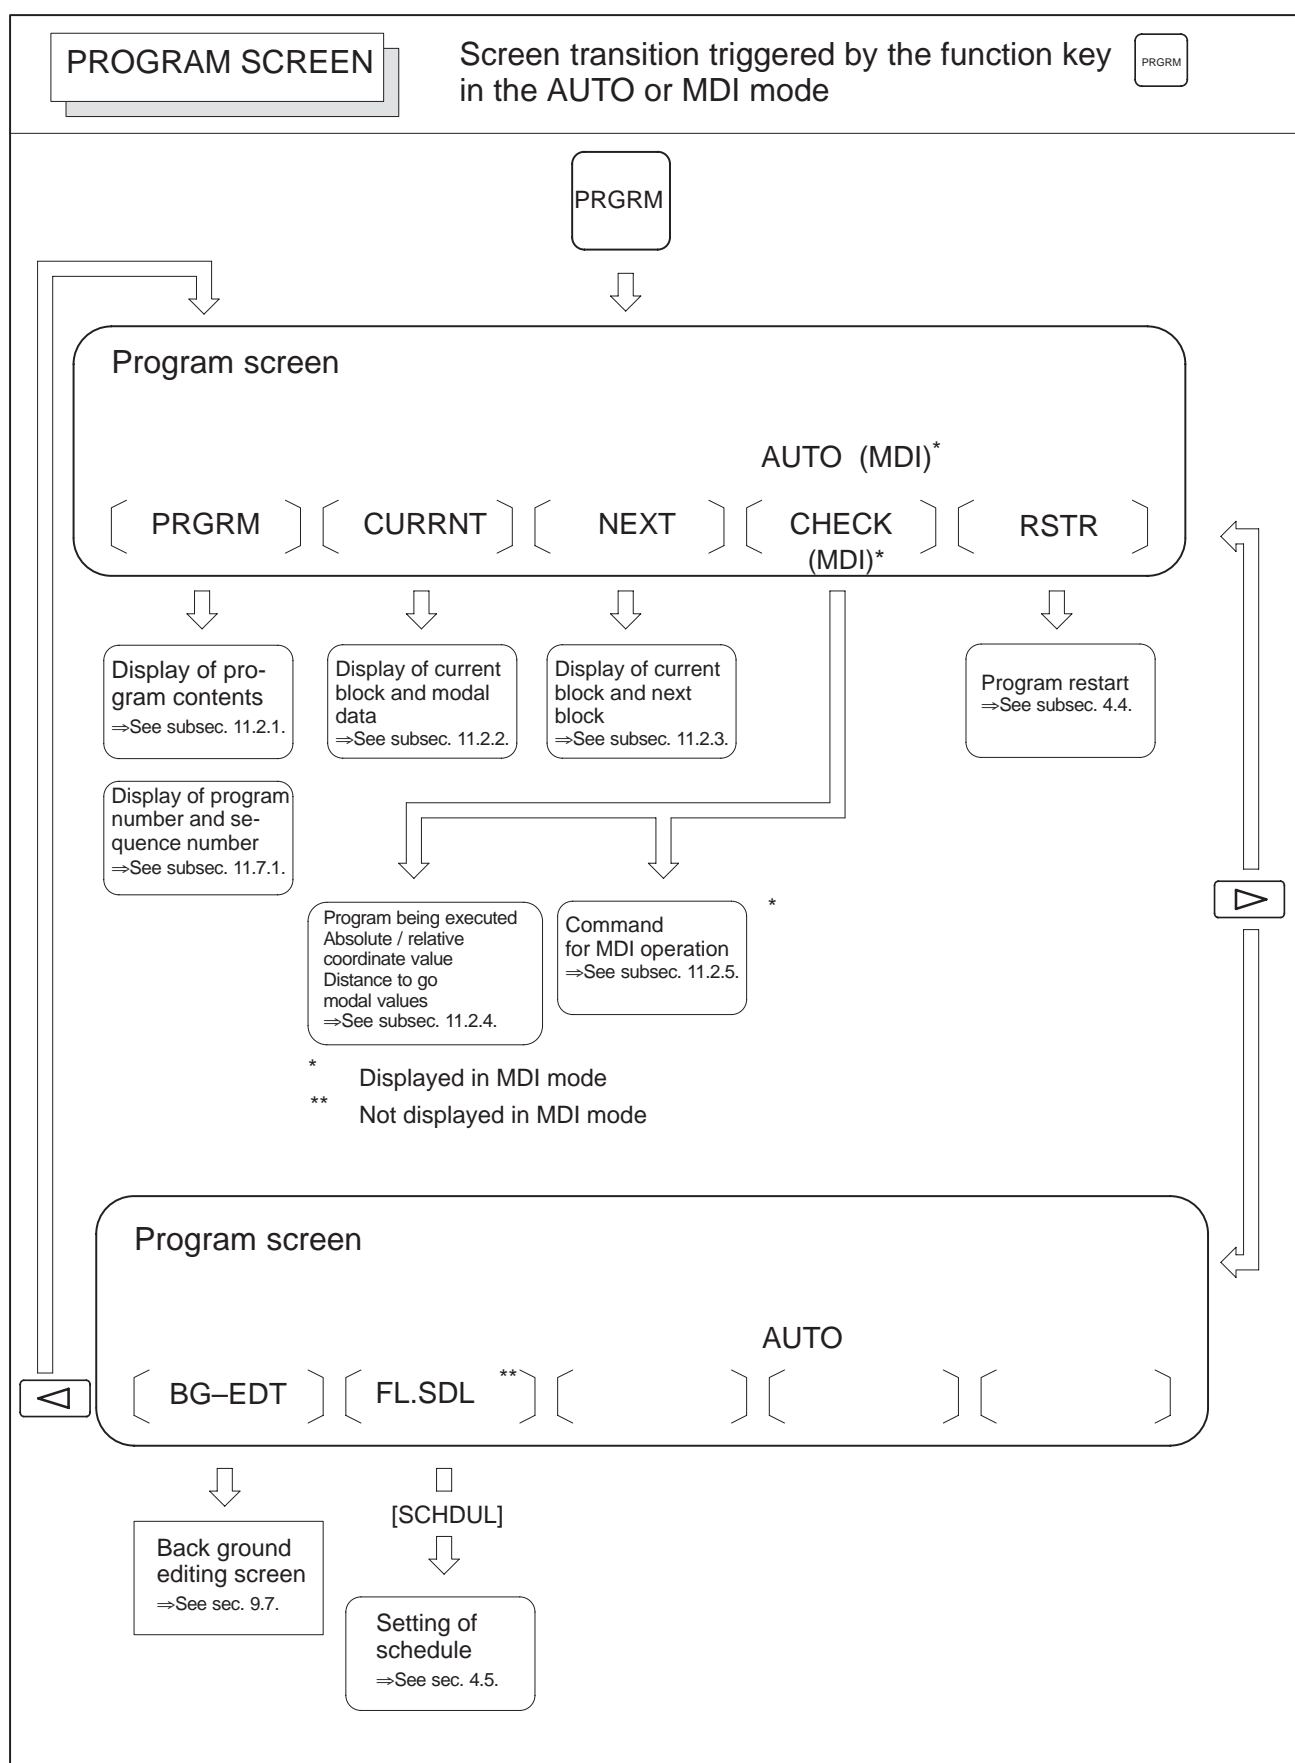 PROGRAM SCREEN
Screen transition triggered by the function key
in the AUTO or MDI mode
PRGRM
PRGRM
Program screen
AUTO (MDI)*
PRGRM
CURRNT
NEXT
CHECK
(MDI)*
RSTR
Display of pro-
gram contents
⇒See subsec. 11.2.1.
Display of current
block and modal
data
⇒See subsec. 11.2.2.
Display of current
block and next
block
⇒See subsec. 11.2.3.
Program restart
⇒See subsec. 4.4.
Display of program
number and se-
quence number
⇒See subsec. 11.7.1.
Program being executed
Absolute / relative
coordinate value
Distance to go
modal values
⇒See subsec. 11.2.4.
*
Command
for MDI operation
⇒See subsec. 11.2.5.
* Displayed in MDI mode
** Not displayed in MDI mode
Program screen
AUTO
BG–EDT
FL.SDL **
[SCHDUL]
Back ground
editing screen
⇒See sec. 9.7.
Setting of
schedule
⇒See sec. 4.5.